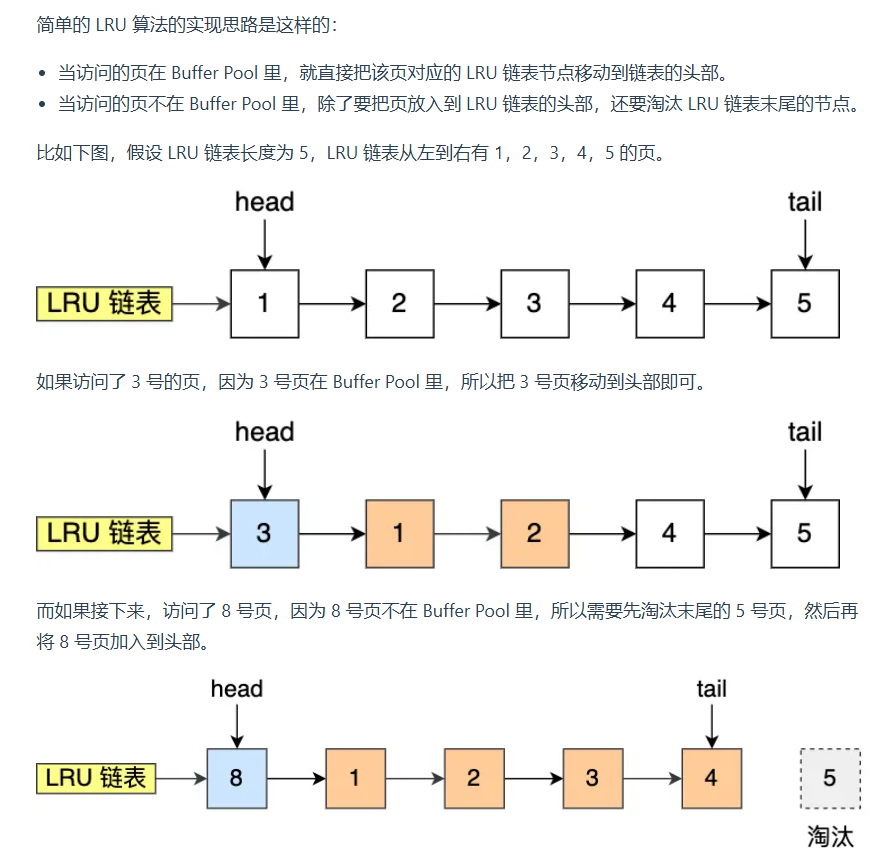 简单的 LRU 算法的实现思路是这样的：
• 当访问的页在 Buffer Pool 里，就直接把该页对应的 LRU 链表节点移动到链表的头部。
• 当访问的页不在 Buffer Pool 里，除了要把页放入到 LRU 链表的头部，还要淘汰 LRU 链表末尾的节点。
比如下图，假设 LRU 链表长度为 5，LRU 链表从左到右有 1，2，3，4，5 的页。
head tail
LRU 链表 1 2 3 4 5
如果访问了 3 号的页，因为 3 号页在 Buffer Pool 里，所以把 3 号页移动到头部即可。
head tail
LRU 链表 3 1 2 4 5
而如果接下来，访问了 8 号页，因为 8 号页不在 Buffer Pool 里，所以需要先淘汰末尾的 5 号页，然后再
将 8 号页加入到头部。
head tail
LRU 链表 8 1 2 3 4 5
淘汰